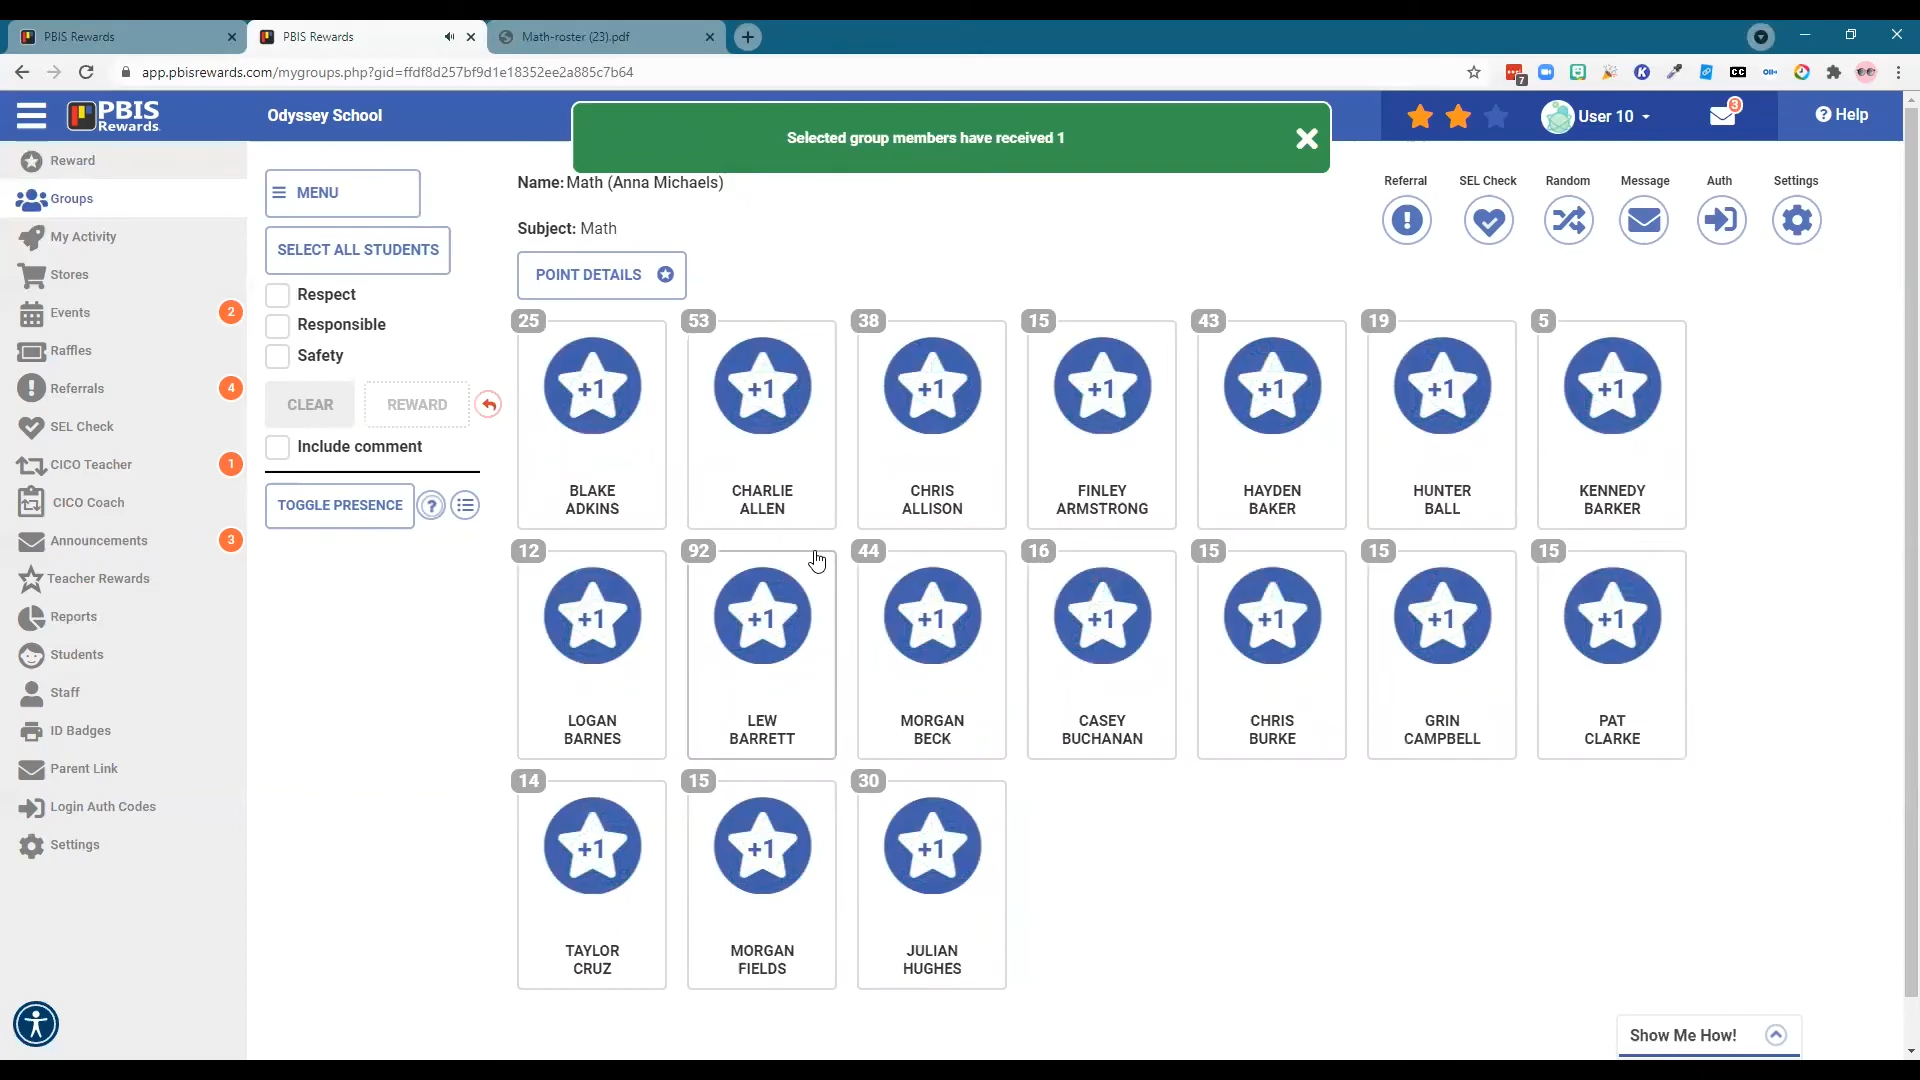 PBIS Rewards
PBIS Rewards
Math-roster (23).pdf
app.pbisrewards.com/mygroups.php?gid=ffdf8d257bf9d1e18352ee2a885c7b64
7
CC
PBIS
Rewards
Odyssey School
Selected group members have received 1
User 10
3
Help
Reward
Groups
My Activity
Stores
Events
2
Raffles
Referrals
4
SEL Check
CICO Teacher
1
CICO Coach
Announcements
3
Teacher Rewards
Reports
Students
Staff
ID Badges
Parent Link
Login Auth Codes
Settings
MENU
SELECT ALL STUDENTS
Respect
Responsible
Safety
CLEAR
REWARD
Include comment
TOGGLE PRESENCE
?
Name: Math (Anna Michaels)
Subject: Math
POINT DETAILS
Referral
SEL Check
Random
Message
Auth
Settings
25
+1
BLAKE
ADKINS
53
+1
CHARLIE
ALLEN
38
+1
CHRIS
ALLISON
15
+1
FINLEY
ARMSTRONG
43
+1
HAYDEN
BAKER
19
+1
HUNTER
BALL
5
+1
KENNEDY
BARKER
12
+1
LOGAN
BARNES
92
+1
LEW
BARRETT
44
+1
MORGAN
BECK
16
+1
CASEY
BUCHANAN
15
+1
CHRIS
BURKE
15
+1
GRIN
CAMPBELL
15
+1
PAT
CLARKE
14
+1
TAYLOR
CRUZ
15
+1
MORGAN
FIELDS
30
+1
JULIAN
HUGHES
Show Me How!